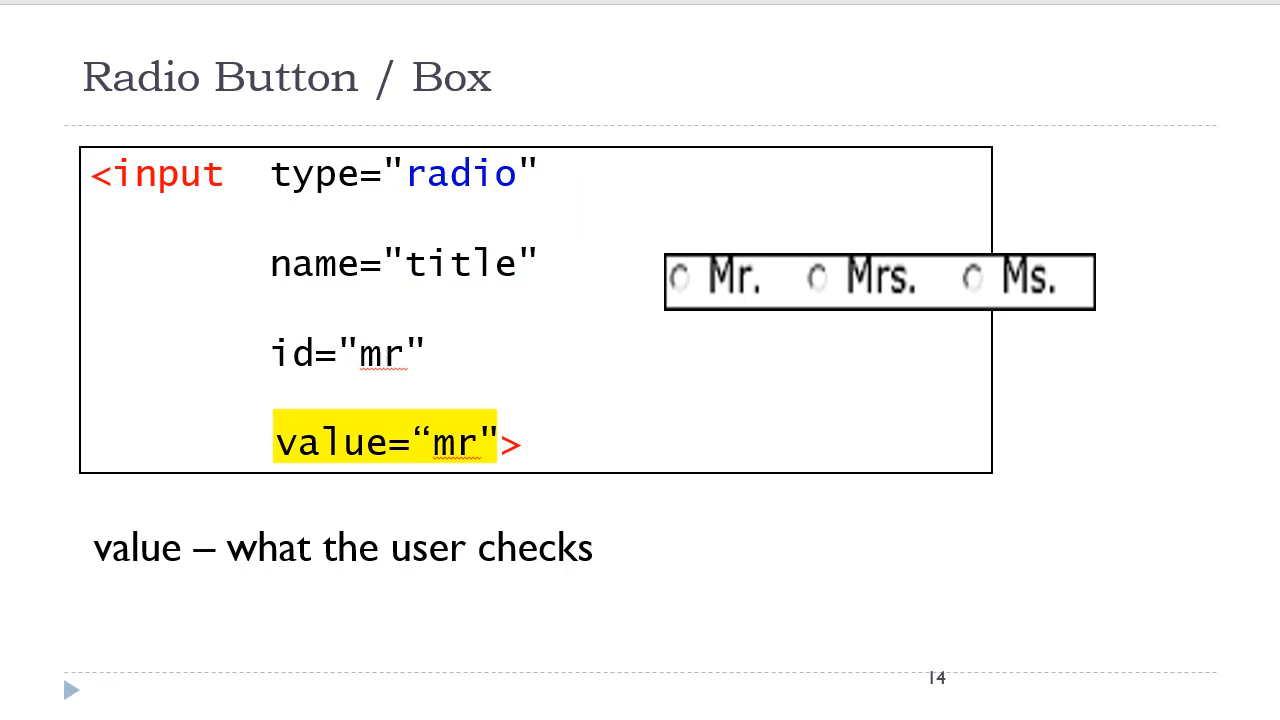 Radio Button / Box
<input type="radio"
name="title"
Mr. Mrs. Ms.
id="mr"
value=“mr">
value – what the user checks
14